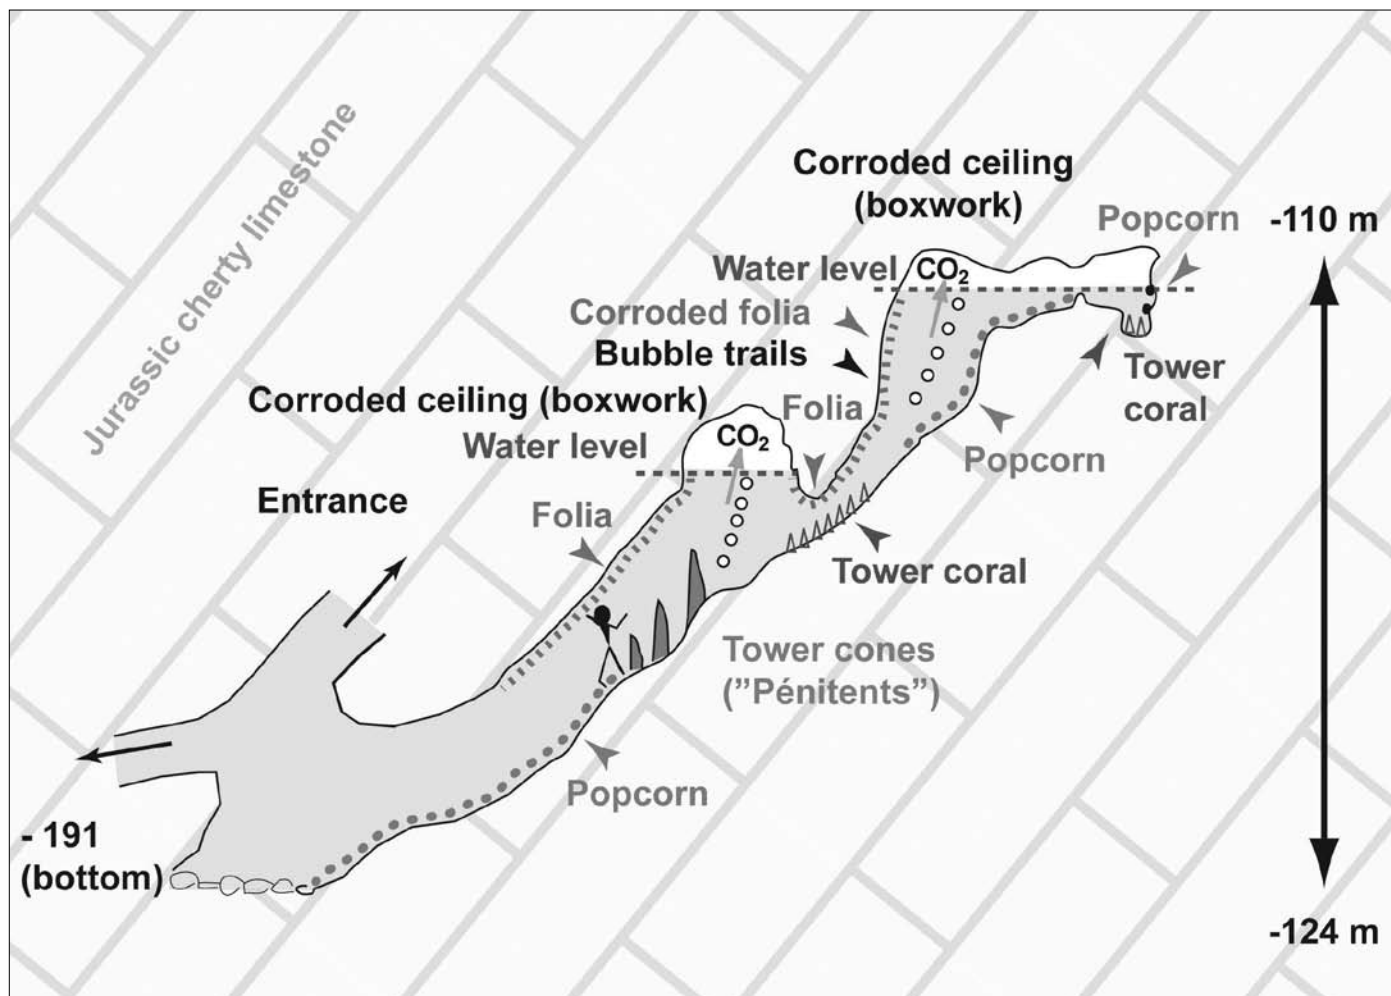 Jurassic cherty limestone
Corroded ceiling
(boxwork)
Popcorn
-110 m
Water level
CO2
Corroded folia
Bubble trails
Tower
coral
Corroded ceiling (boxwork)
Folia
Water level
CO2
Popcorn
Entrance
Folia
Tower coral
Tower cones
("Pénitents")
Popcorn
- 191
(bottom)
-124 m